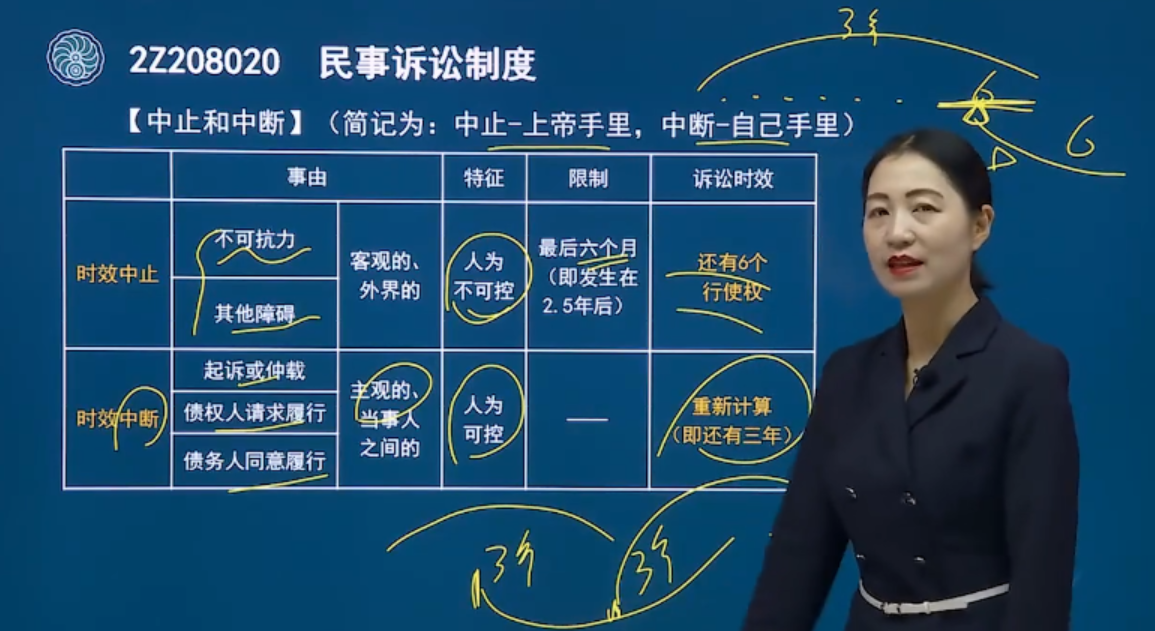 2Z208020 民事诉讼制度
3年
【中止和中断】（简记为：中止-上帝手里，中断-自己手里）
6
6
事由
特征
限制
诉讼时效
时效中止
不可抗力
其他障碍
客观的、
外界的
人为
不可控
最后六个月
（即发生在
2.5年后）
还有6个
行使权
时效中断
起诉或仲裁
债权人请求履行
债务人同意履行
主观的、
当事人
之间的
人为
可控
——
重新计算
（即还有三年）
3年
3年